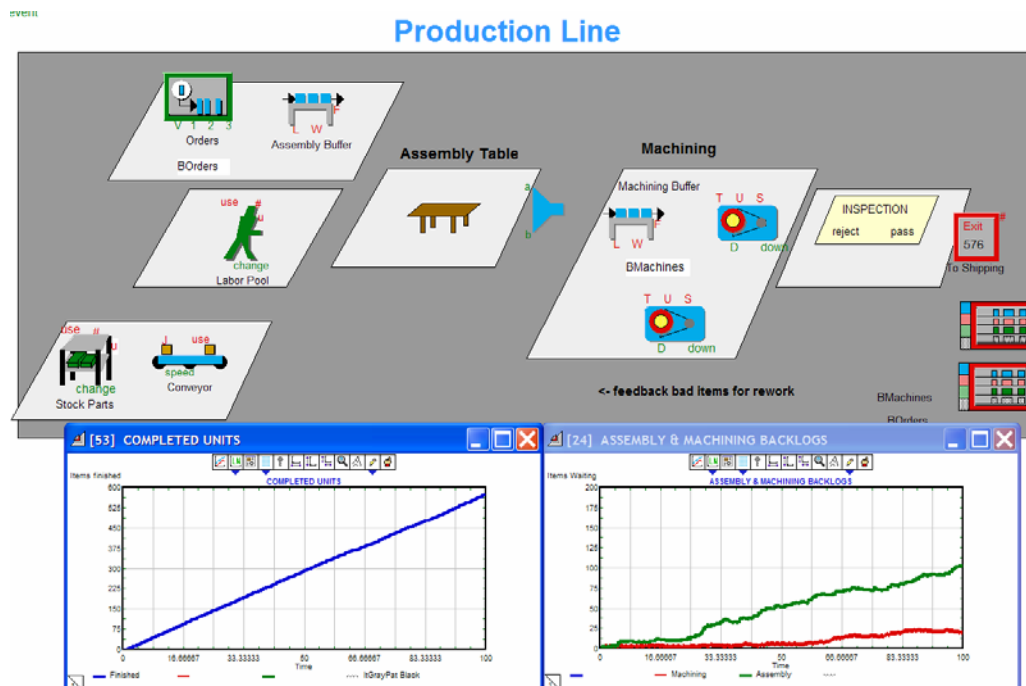 event
Production Line
V 1 2 3
Orders
BOrders
F
L W
Assembly Buffer
Assembly Table
a
b
Machining
Machining Buffer
F
L W
BMachines
T U S
D down
T U S
D down
INSPECTION
reject pass
#
Exit
576
To Shipping
use #
u
change
Labor Pool
use #
u
change
Stock Parts
use
speed
Conveyor
<- feedback bad items for rework
BMachines
BOrders
[53] COMPLETED UNITS
Items finished
COMPLETED UNITS
600
525
450
375
300
225
150
75
0
0 16.66667 33.33333 50 66.66667 83.33333 100
Time
Finished ItGrayPat Black
[24] ASSEMBLY & MACHINING BACKLOGS
Items Waiting
ASSEMBLY & MACHINING BACKLOGS
200
175
150
125
100
75
50
25
0
0 16.66667 33.33333 50 66.66667 83.33333 100
Time
Machining Assembly